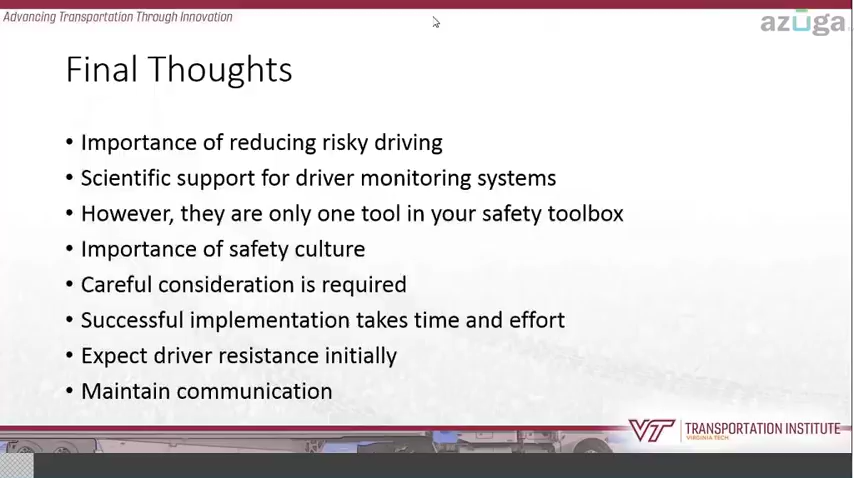 Advancing Transportation Through Innovation
azuga
Final Thoughts
• Importance of reducing risky driving
• Scientific support for driver monitoring systems
• However, they are only one tool in your safety toolbox
• Importance of safety culture
• Careful consideration is required
• Successful implementation takes time and effort
• Expect driver resistance initially
• Maintain communication
VT TRANSPORTATION INSTITUTE
VIRGINIA TECH